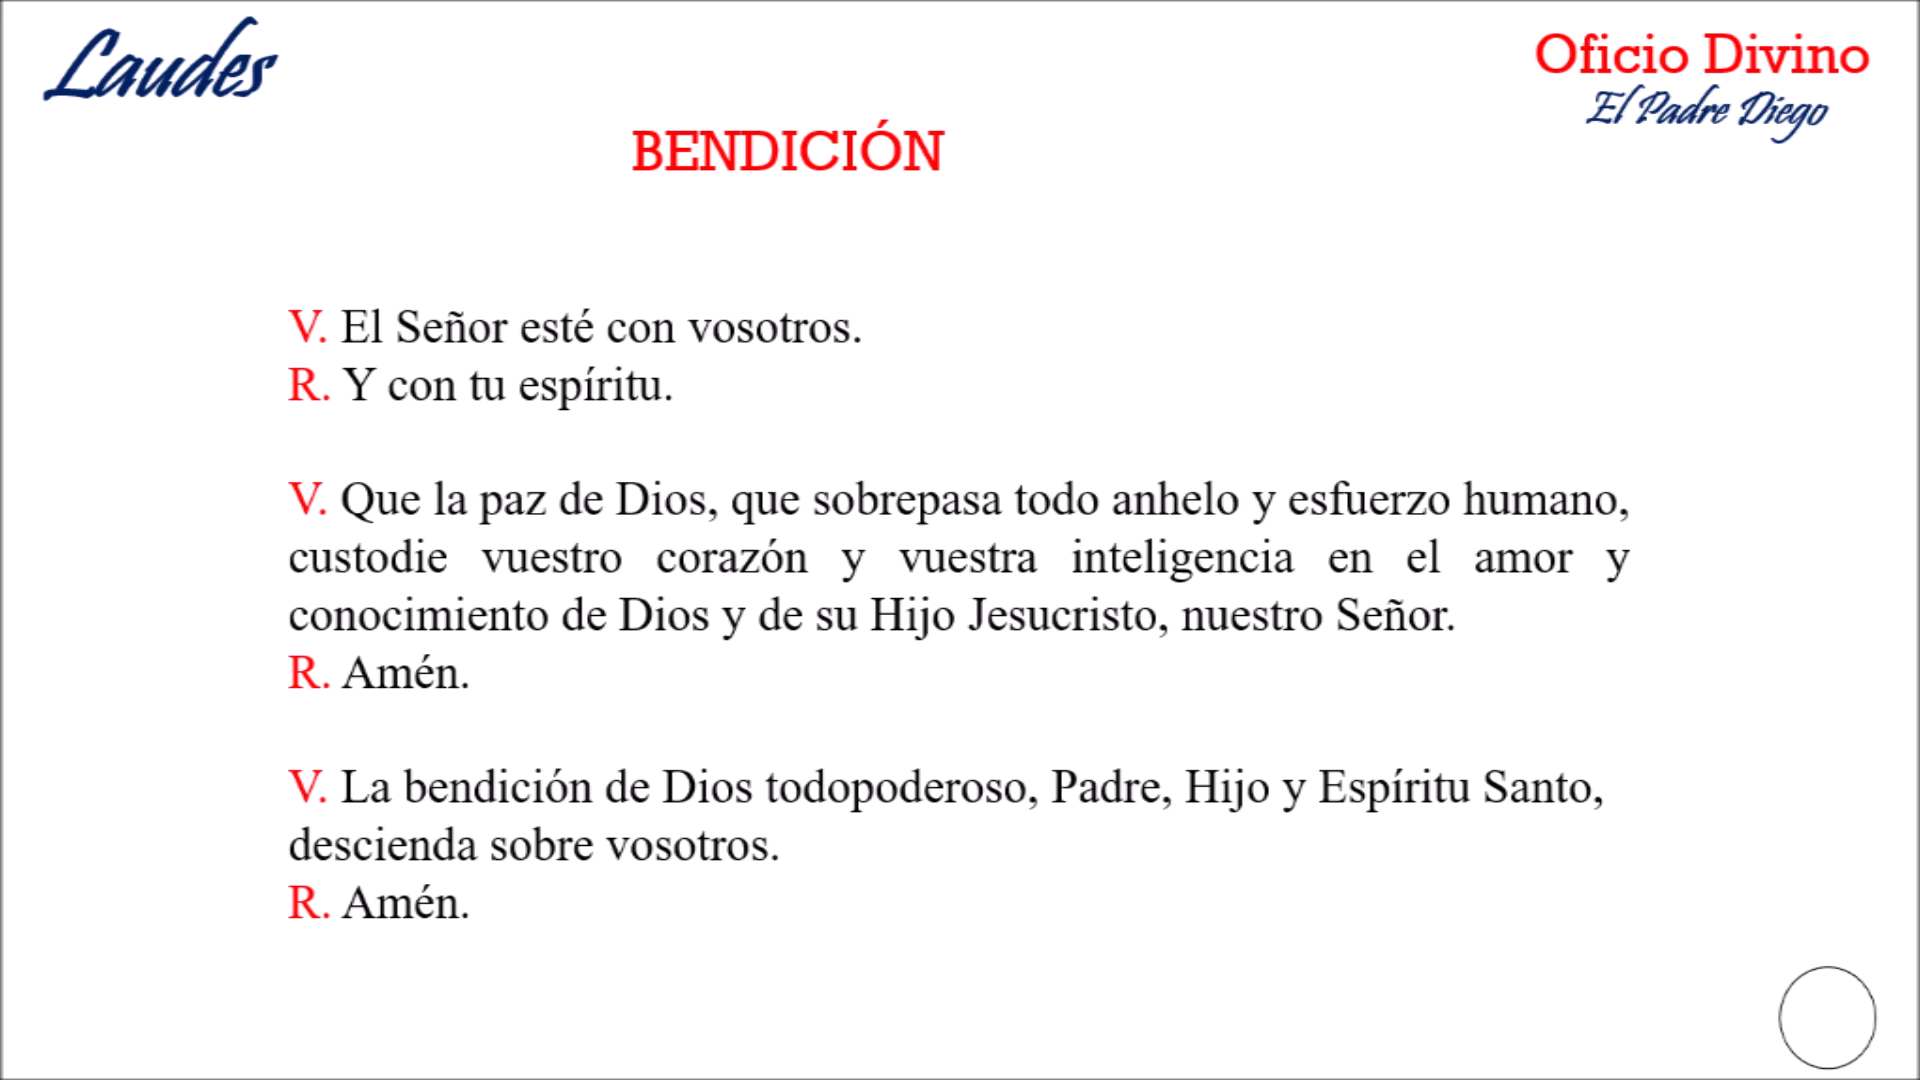 Laudes
Oficio Divino
El Padre Diego
BENDICIÓN
V. El Señor esté con vosotros.
R. Y con tu espíritu.
V. Que la paz de Dios, que sobrepasa todo anhelo y esfuerzo humano,
custodie vuestro corazón y vuestra inteligencia en el amor y
conocimiento de Dios y de su Hijo Jesucristo, nuestro Señor.
R. Amén.
V. La bendición de Dios todopoderoso, Padre, Hijo y Espíritu Santo,
descienda sobre vosotros.
R. Amén.